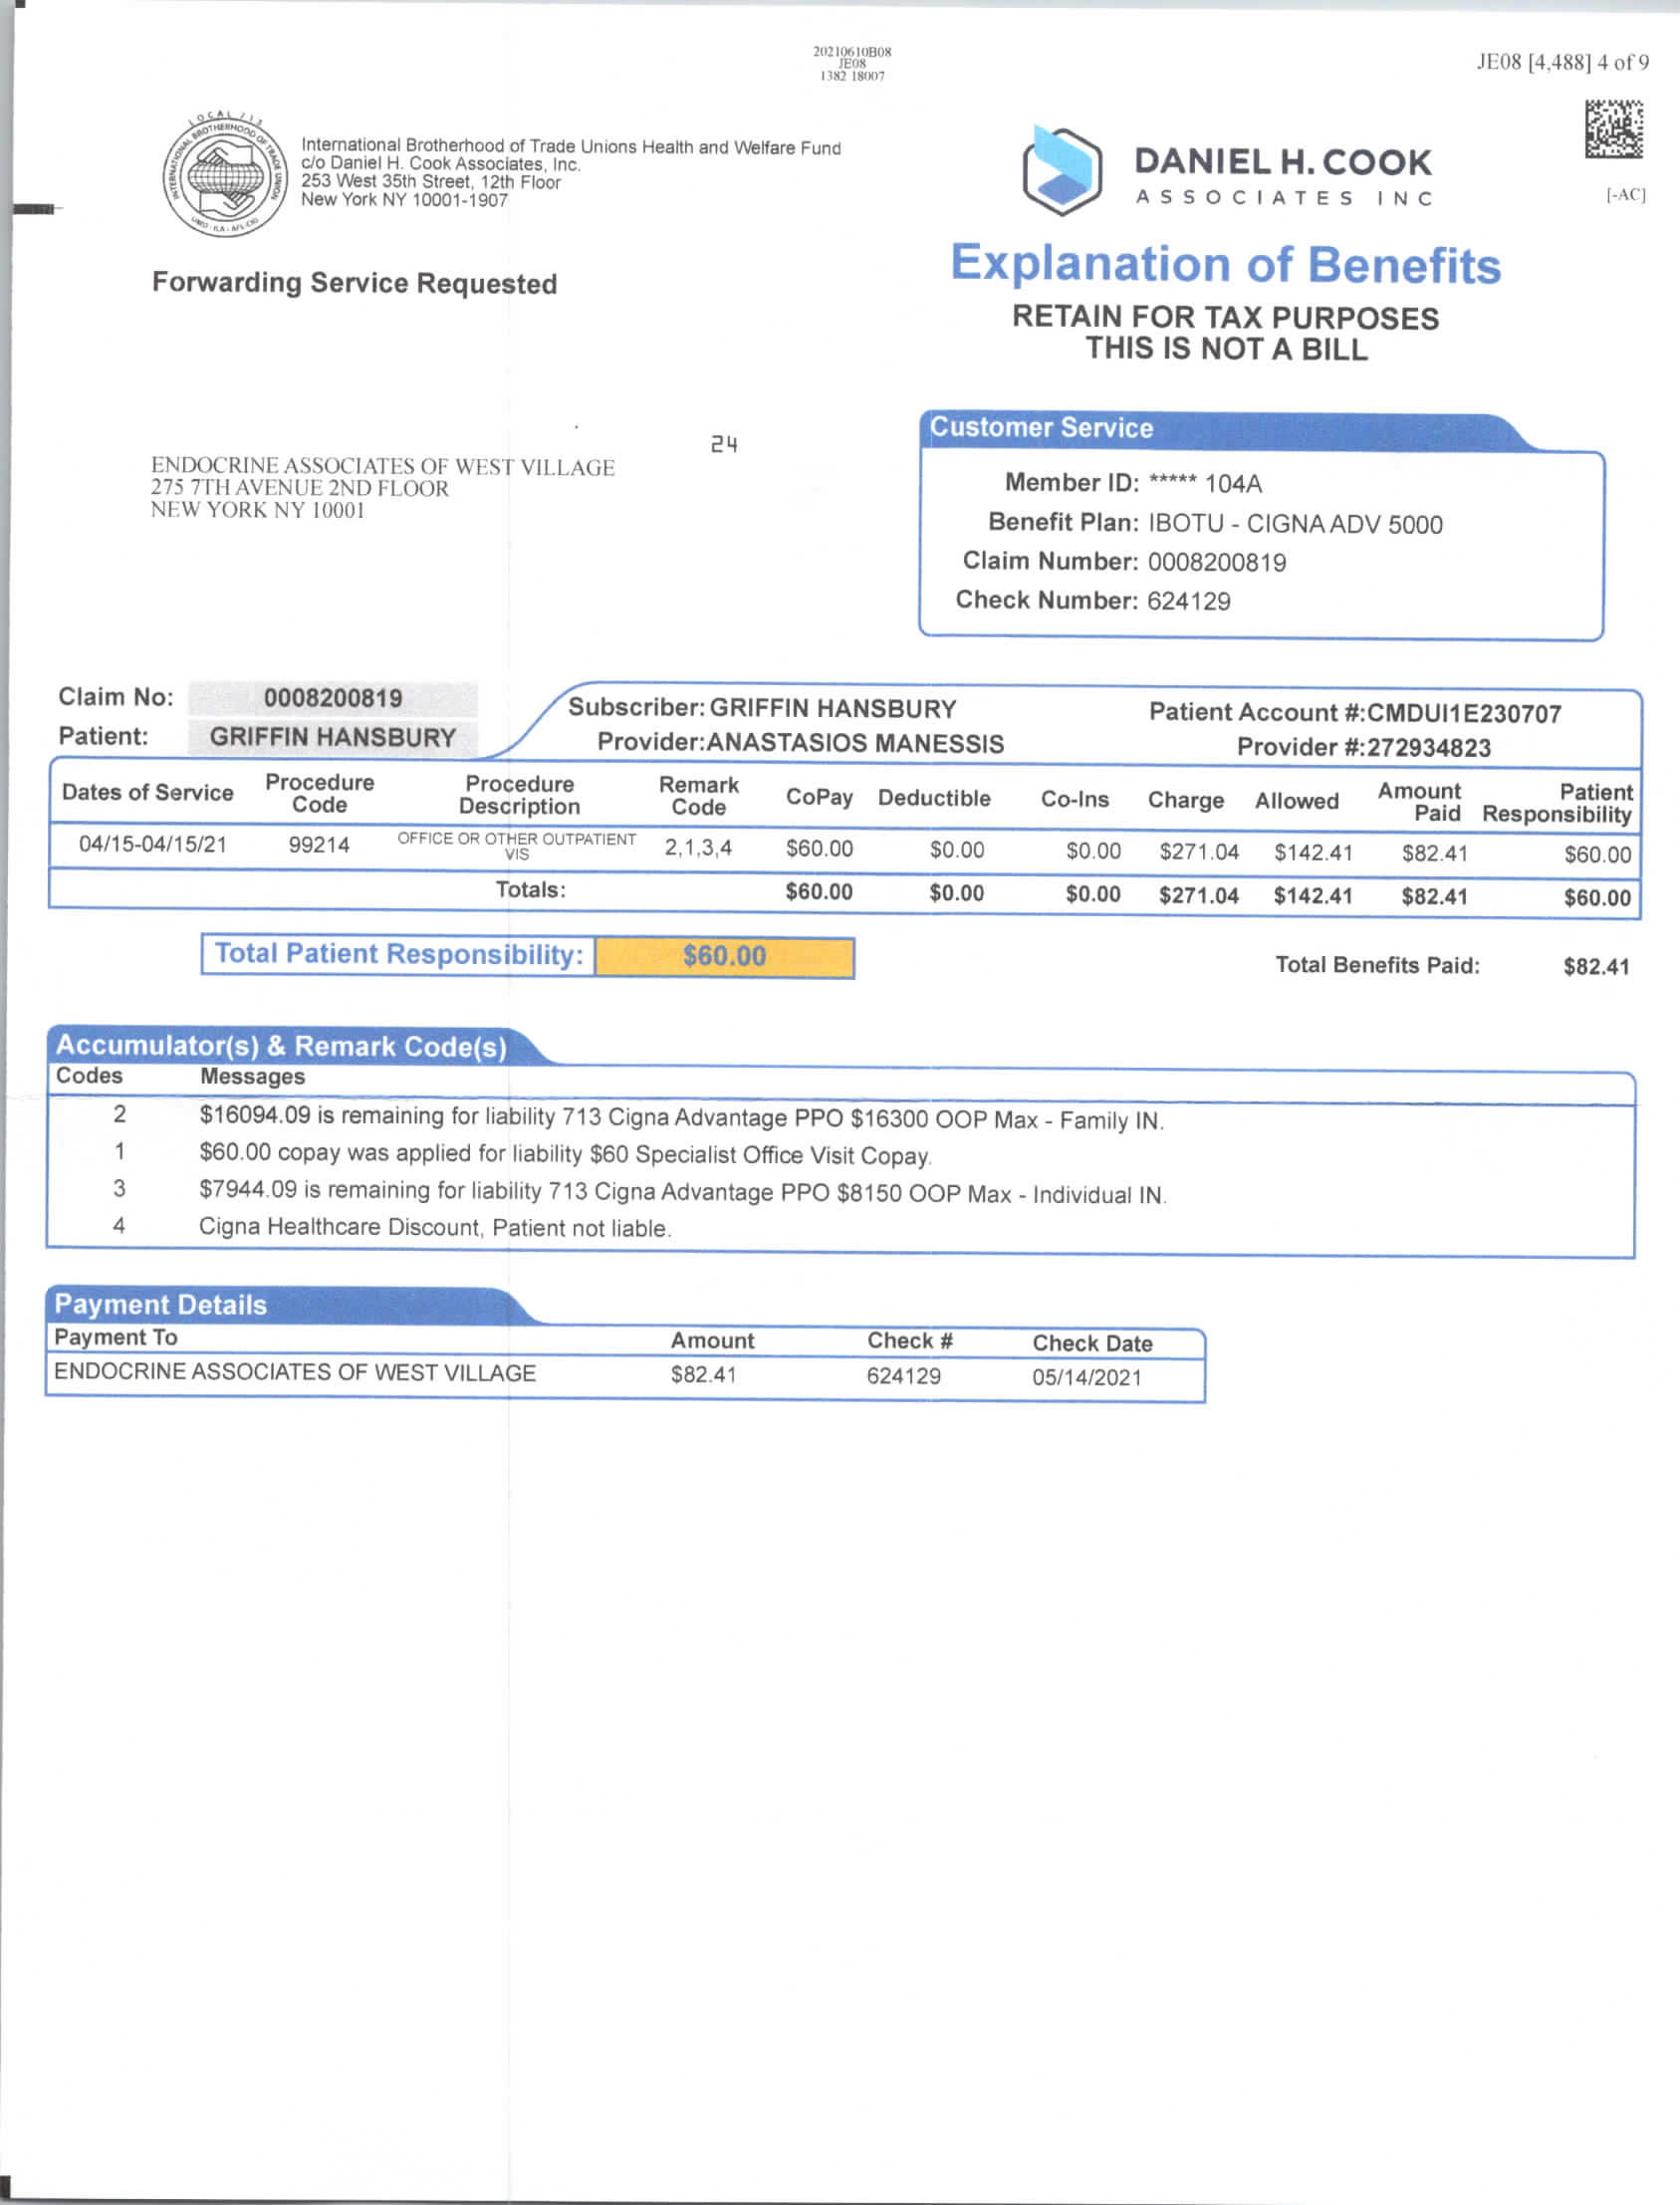 20210610B08
JE08
1382 18007
JE08 [4,488] 4 of 9
LOCAL 713
INTERNATIONAL BROTHERHOOD OF TRADE UNION
International Brotherhood of Trade Unions Health and Welfare Fund
c/o Daniel H. Cook Associates, Inc.
253 West 35th Street, 12th Floor
New York NY 10001-1907
DANIEL H. COOK
ASSOCIATES INC
[-AC]
Forwarding Service Requested
Explanation of Benefits
RETAIN FOR TAX PURPOSES
THIS IS NOT A BILL
24
ENDOCRINE ASSOCIATES OF WEST VILLAGE
275 7TH AVENUE 2ND FLOOR
NEW YORK NY 10001
Customer Service
Member ID: ***** 104A
Benefit Plan: IBOTU - CIGNA ADV 5000
Claim Number: 0008200819
Check Number: 624129
Claim No: 0008200819
Patient: GRIFFIN HANSBURY
Subscriber: GRIFFIN HANSBURY
Provider:ANASTASIOS MANESSIS
Patient Account #:CMDUI1E230707
Provider #:272934823
Dates of Service Procedure Code Procedure Description Remark Code CoPay Deductible Co-Ins Charge Allowed Amount Paid Patient Responsibility
04/15-04/15/21 99214 OFFICE OR OTHER OUTPATIENT VIS 2,1,3,4 $60.00 $0.00 $0.00 $271.04 $142.41 $82.41 $60.00
Totals: $60.00 $0.00 $0.00 $271.04 $142.41 $82.41 $60.00
Total Patient Responsibility: $60.00
Total Benefits Paid: $82.41
Accumulator(s) & Remark Code(s)
Codes Messages
2 $16094.09 is remaining for liability 713 Cigna Advantage PPO $16300 OOP Max - Family IN.
1 $60.00 copay was applied for liability $60 Specialist Office Visit Copay.
3 $7944.09 is remaining for liability 713 Cigna Advantage PPO $8150 OOP Max - Individual IN.
4 Cigna Healthcare Discount, Patient not liable.
Payment Details
Payment To Amount Check # Check Date
ENDOCRINE ASSOCIATES OF WEST VILLAGE $82.41 624129 05/14/2021